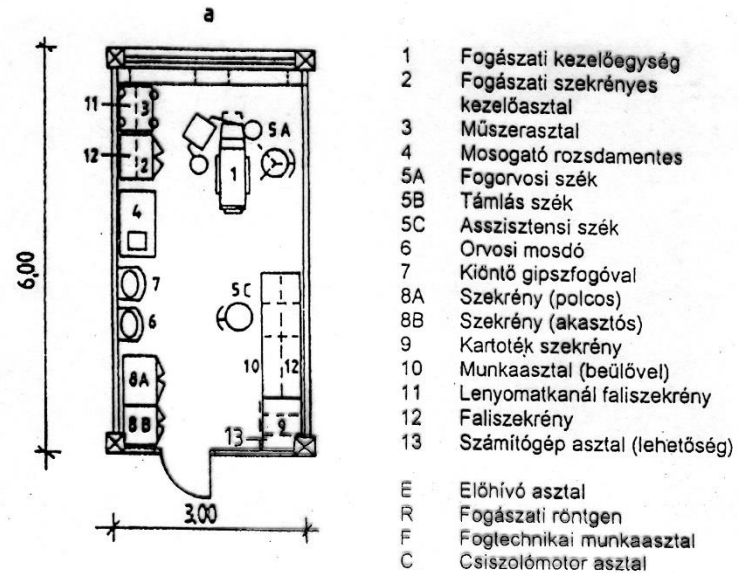 a
6,00
11
3
12
2
4
7
6
8A
8B
5A
1
5C
10
12
9
13
3,00
1 Fogászati kezelőegység
2 Fogászati szekrényes
kezelőasztal
3 Műszerasztal
4 Mosogató rozsdamentes
5A Fogorvosi szék
5B Támlás szék
5C Asszisztensi szék
6 Orvosi mosdó
7 Kiöntő gipszfogóval
8A Szekrény (polcos)
8B Szekrény (akasztós)
9 Kartoték szekrény
10 Munkaasztal (beülővel)
11 Lenyomatkanál faliszekrény
12 Faliszekrény
13 Számítógép asztal (lehetőség)
E Előhívó asztal
R Fogászati röntgen
F Fogtechnikai munkaasztal
C Csiszolómotor asztal